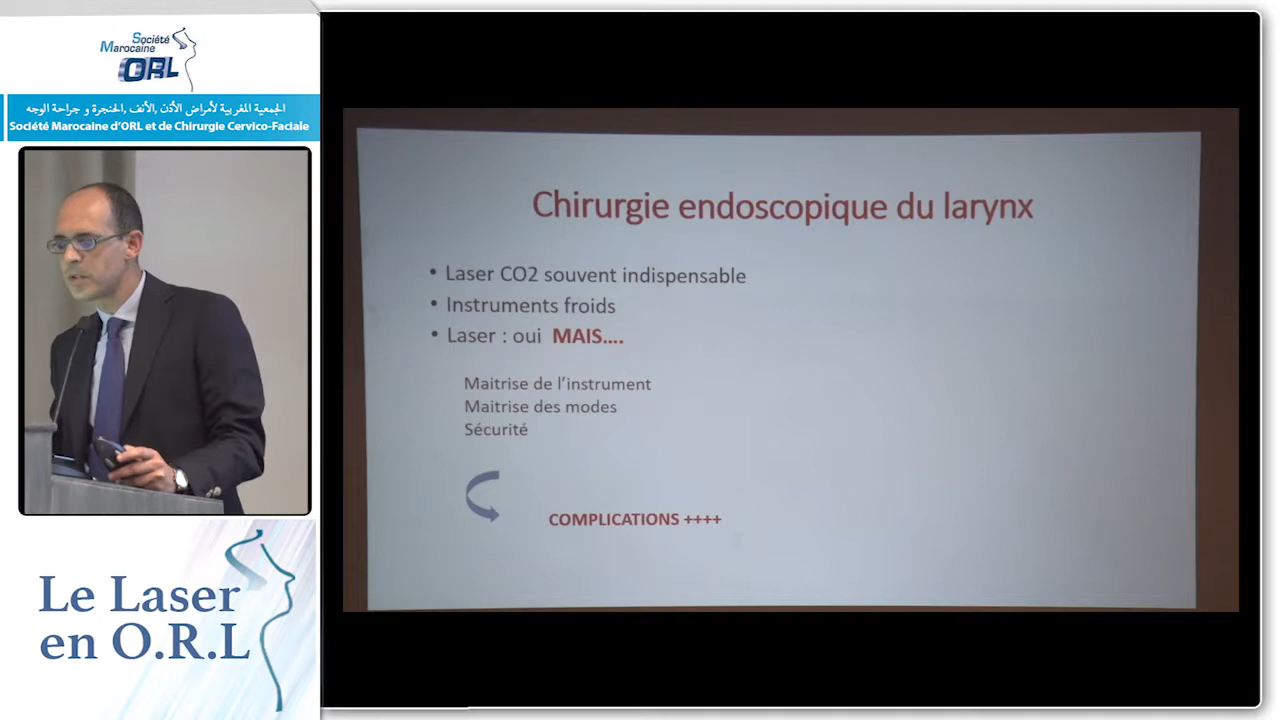 Société
Marocaine
ORL
الجمعية المغربية لأمراض الأذن ,الأنف ,الحنجرة و جراحة الوجه
Société Marocaine d'ORL et de Chirurgie Cervico-Faciale
Le Laser
en O.R.L
Chirurgie endoscopique du larynx
• Laser CO2 souvent indispensable
• Instruments froids
• Laser : oui MAIS....
Maitrise de l'instrument
Maitrise des modes
Sécurité
COMPLICATIONS ++++